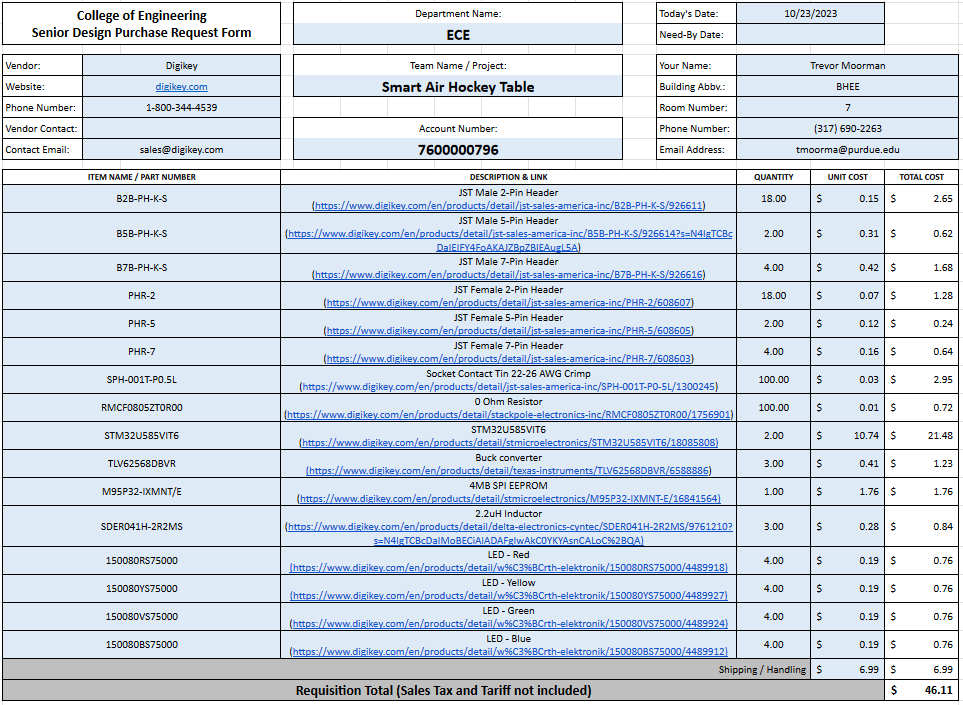 College of Engineering
Senior Design Purchase Request Form
Department Name:
ECE
Today's Date: 10/23/2023
Need-By Date:
Vendor: Digikey
Website: digikey.com
Phone Number: 1-800-344-4539
Vendor Contact:
Contact Email: sales@digikey.com
Team Name / Project:
Smart Air Hockey Table
Account Number:
7600000796
Your Name: Trevor Moorman
Building Abbv.: BHEE
Room Number: 7
Phone Number: (317) 690-2263
Email Address: tmoorma@purdue.edu
ITEM NAME / PART NUMBER DESCRIPTION & LINK QUANTITY UNIT COST TOTAL COST
B2B-PH-K-S JST Male 2-Pin Header 18.00 $ 0.15 $ 2.65
(https://www.digikey.com/en/products/detail/jst-sales-america-inc/B2B-PH-K-S/926611)
B5B-PH-K-S JST Male 5-Pin Header 2.00 $ 0.31 $ 0.62
(https://www.digikey.com/en/products/detail/jst-sales-america-inc/B5B-PH-K-S/926614?s=N4IgTCBc
DaIEIFY4FoAKAJZBpZBIEAugL5A)
B7B-PH-K-S JST Male 7-Pin Header 4.00 $ 0.42 $ 1.68
(https://www.digikey.com/en/products/detail/jst-sales-america-inc/B7B-PH-K-S/926616)
PHR-2 JST Female 2-Pin Header 18.00 $ 0.07 $ 1.28
(https://www.digikey.com/en/products/detail/jst-sales-america-inc/PHR-2/608607)
PHR-5 JST Female 5-Pin Header 2.00 $ 0.12 $ 0.24
(https://www.digikey.com/en/products/detail/jst-sales-america-inc/PHR-5/608605)
PHR-7 JST Female 7-Pin Header 4.00 $ 0.16 $ 0.64
(https://www.digikey.com/en/products/detail/jst-sales-america-inc/PHR-7/608603)
SPH-001T-P0.5L Socket Contact Tin 22-26 AWG Crimp 100.00 $ 0.03 $ 2.95
(https://www.digikey.com/en/products/detail/jst-sales-america-inc/SPH-001T-P0-5L/1300245)
RMCF0805ZT0R00 0 Ohm Resistor 100.00 $ 0.01 $ 0.72
(https://www.digikey.com/en/products/detail/stackpole-electronics-inc/RMCF0805ZT0R00/1756901)
STM32U585VIT6 STM32U585VIT6 2.00 $ 10.74 $ 21.48
(https://www.digikey.com/en/products/detail/stmicroelectronics/STM32U585VIT6/18085808)
TLV62568DBVR Buck converter 3.00 $ 0.41 $ 1.23
(https://www.digikey.com/en/products/detail/texas-instruments/TLV62568DBVR/6588886)
M95P32-IXMNT/E 4MB SPI EEPROM 1.00 $ 1.76 $ 1.76
(https://www.digikey.com/en/products/detail/stmicroelectronics/M95P32-IXMNT-E/16841564)
SDER041H-2R2MS 2.2uH Inductor 3.00 $ 0.28 $ 0.84
(https://www.digikey.com/en/products/detail/delta-electronics-cyntec/SDER041H-2R2MS/9761210?
s=N4IgTCBcDaIMoBECiAlADAFgIwAkC0YKYAsnCALoC%2BQA)
150080RS75000 LED - Red 4.00 $ 0.19 $ 0.76
(https://www.digikey.com/en/products/detail/w%C3%BCrth-elektronik/150080RS75000/4489918)
150080YS75000 LED - Yellow 4.00 $ 0.19 $ 0.76
(https://www.digikey.com/en/products/detail/w%C3%BCrth-elektronik/150080YS75000/4489927)
150080VS75000 LED - Green 4.00 $ 0.19 $ 0.76
(https://www.digikey.com/en/products/detail/w%C3%BCrth-elektronik/150080VS75000/4489924)
150080BS75000 LED - Blue 4.00 $ 0.19 $ 0.76
(https://www.digikey.com/en/products/detail/w%C3%BCrth-elektronik/150080BS75000/4489912)
Shipping / Handling $ 6.99 $ 6.99
Requisition Total (Sales Tax and Tariff not included) $ 46.11